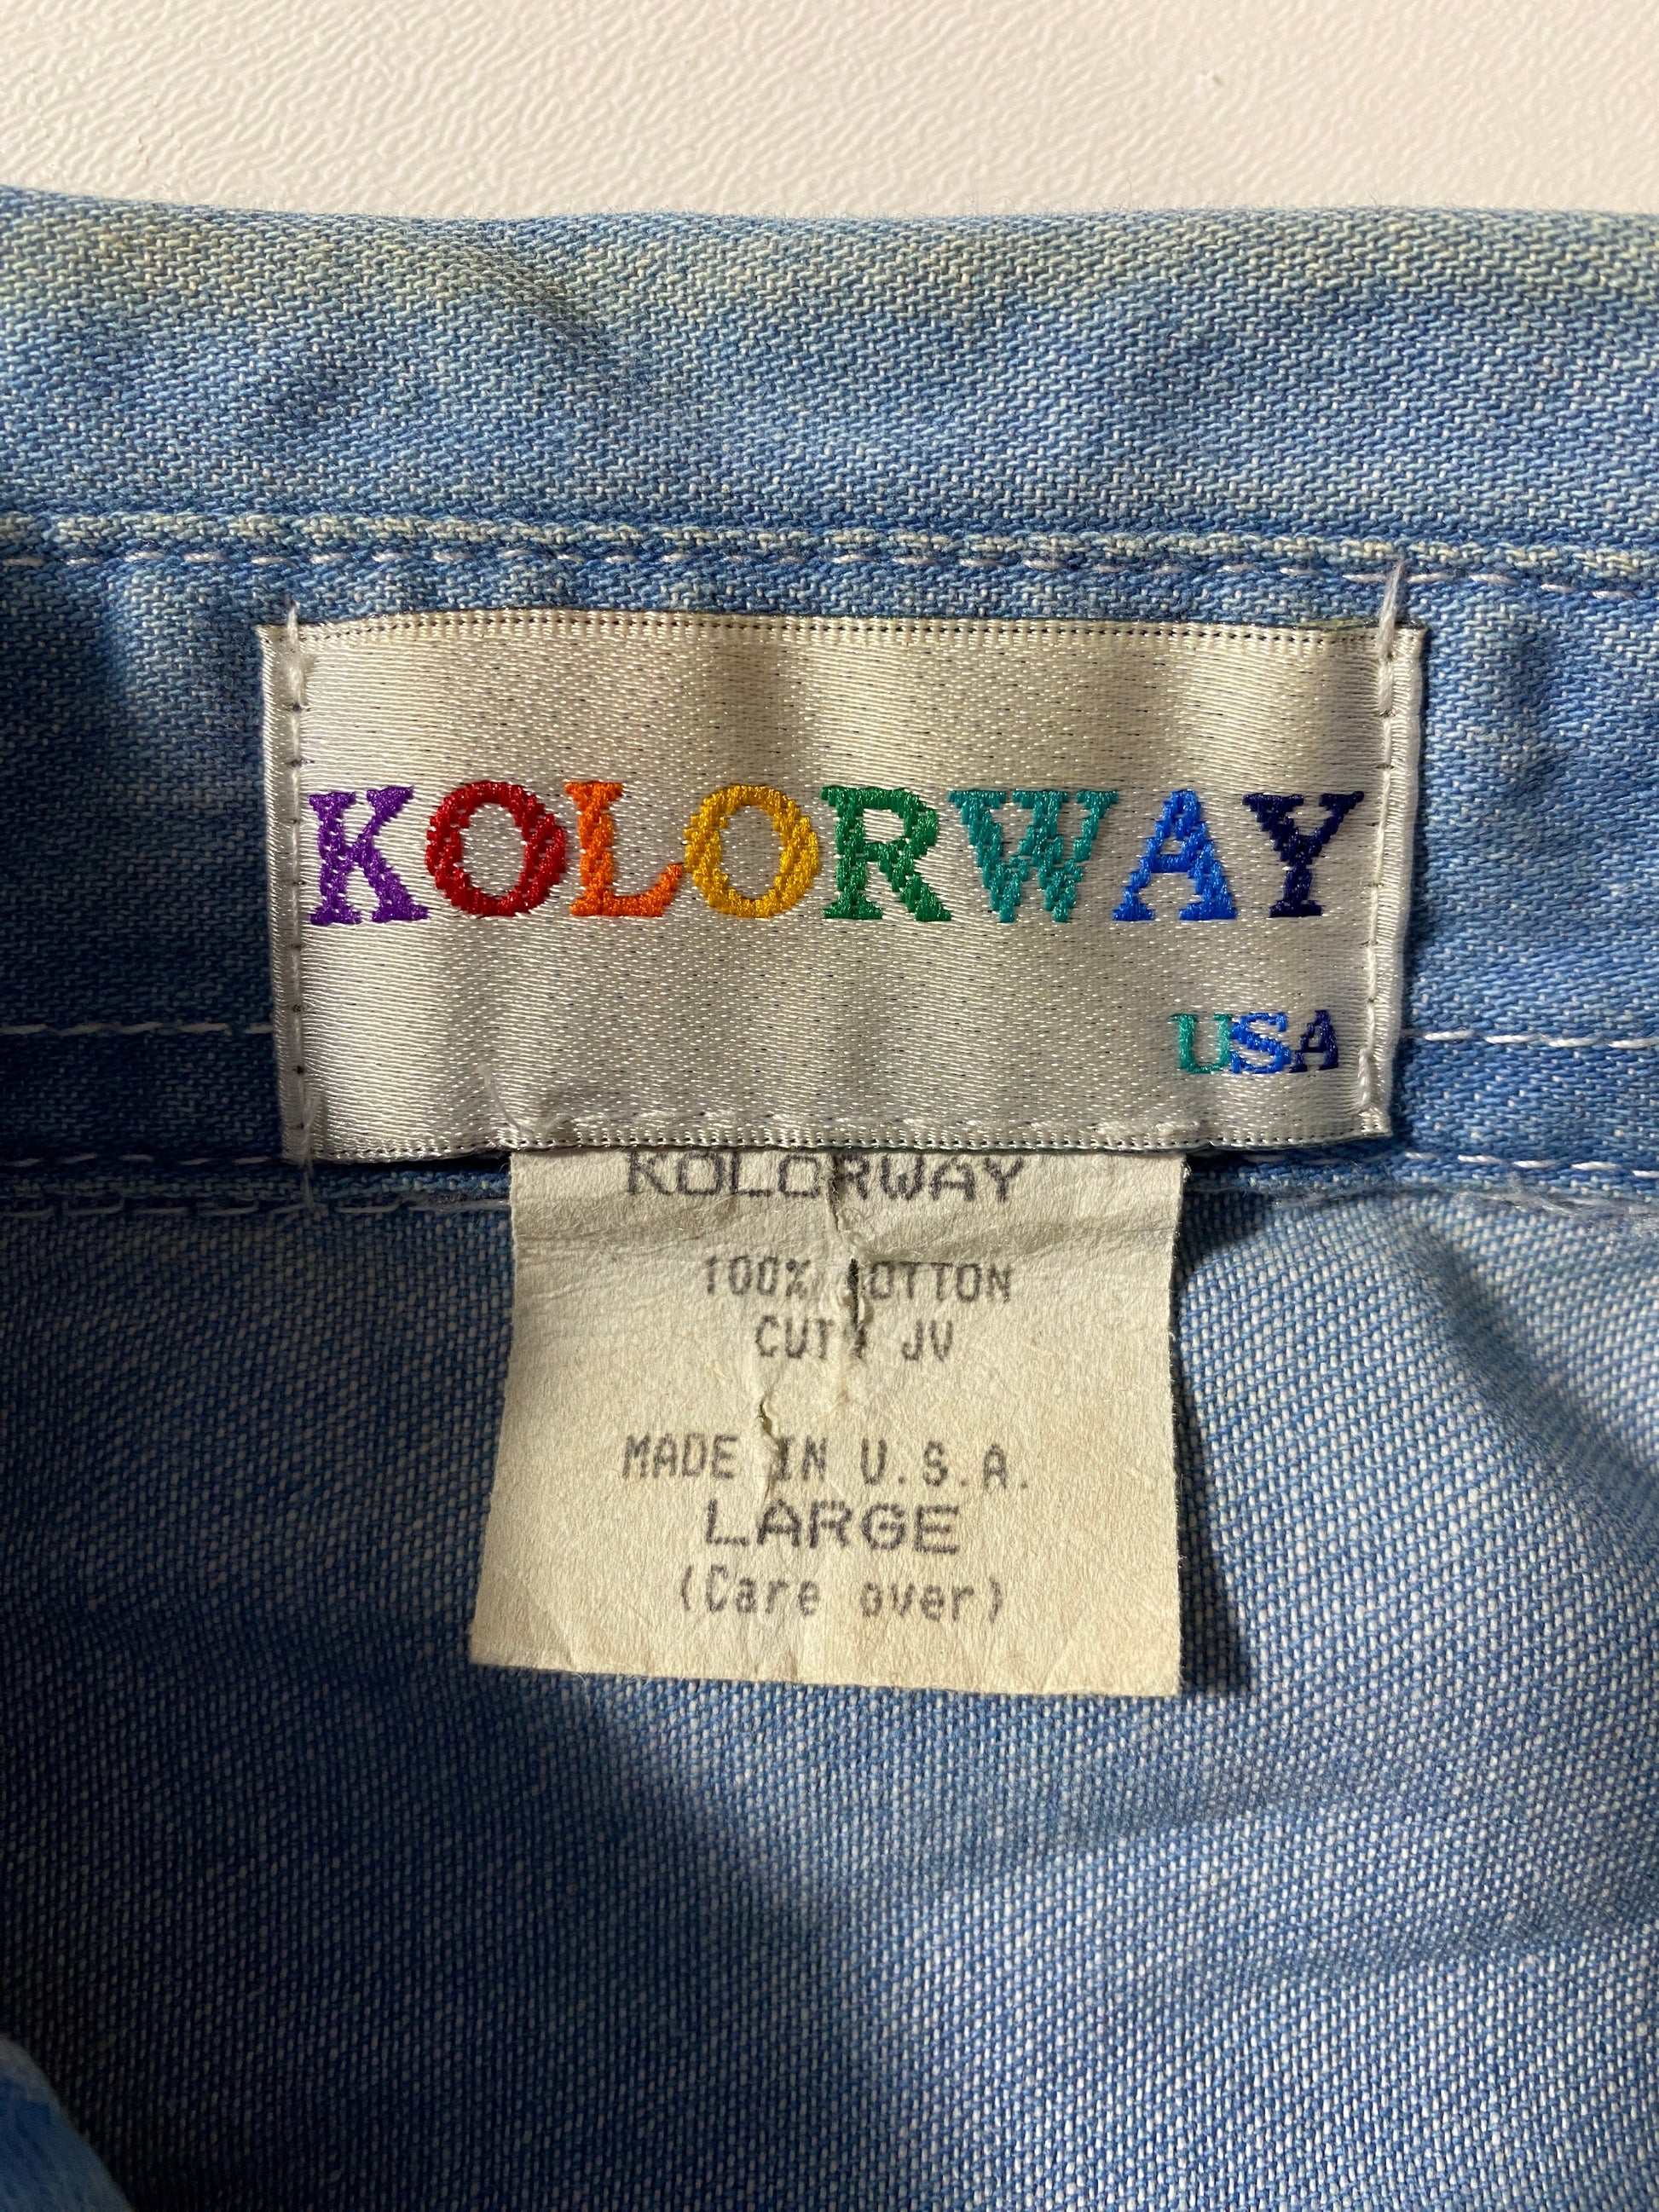 KOLORWAY
USA
KOLORWAY
100% COTTON
CUT# JV
MADE IN U.S.A.
LARGE
(Care over)